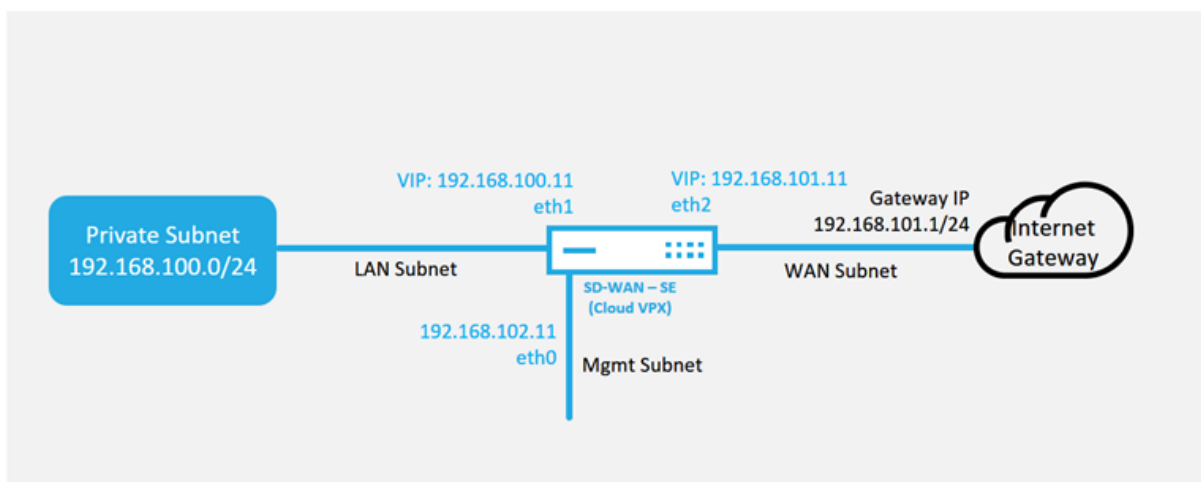 Private Subnet
192.168.100.0/24
LAN Subnet
VIP: 192.168.100.11
eth1
VIP: 192.168.101.11
eth2
SD-WAN – SE
(Cloud VPX)
192.168.102.11
eth0
Mgmt Subnet
WAN Subnet
Gateway IP
192.168.101.1/24
Internet
Gateway